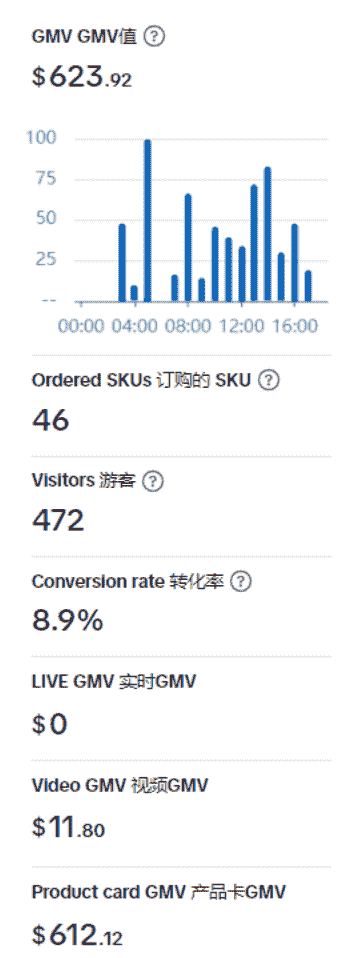 GMV GMV值 ?
$623.92
100
75
50
25
--
00:00 04:00 08:00 12:00 16:00
Ordered SKUs 订购的 SKU ?
46
Visitors 游客 ?
472
Conversion rate 转化率 ?
8.9%
LIVE GMV 实时GMV
$0
Video GMV 视频GMV
$11.80
Product card GMV 产品卡GMV
$612.12